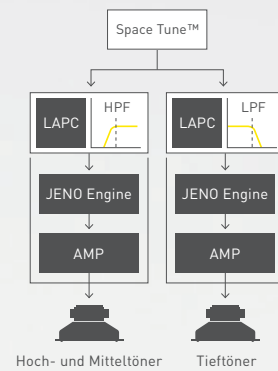 Space Tune™
LAPC
HPF
LAPC
LPF
JENO Engine
JENO Engine
AMP
AMP
Hoch- und Mitteltöner
Tieftöner